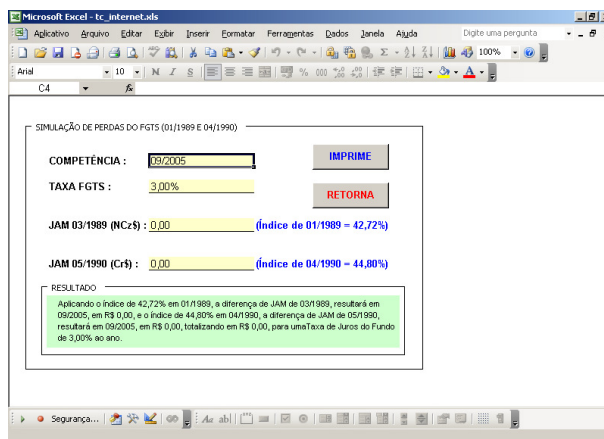 Microsoft Excel - tc_internet.xls
Aplicativo Arquivo Editar Exibir Inserir Formatar Ferramentas Dados Janela Ajuda Digite uma pergunta
100%
Arial 10 N I S % 000
C4 fx
SIMULAÇÃO DE PERDAS DO FGTS (01/1989 E 04/1990)
COMPETÊNCIA : 09/2005 IMPRIME
TAXA FGTS : 3,00%
RETORNA
JAM 03/1989 (NCz$) : 0,00 (Índice de 01/1989 = 42,72%)
JAM 05/1990 (Cr$) : 0,00 (Índice de 04/1990 = 44,80%)
RESULTADO
Aplicando o índice de 42,72% em 01/1989, a diferença de JAM de 03/1989, resultará em
09/2005, em R$ 0,00, e o índice de 44,80% em 04/1990, a diferença de JAM de 05/1990,
resultará em 09/2005, em R$ 0,00, totalizando em R$ 0,00, para umaTaxa de Juros do Fundo
de 3,00% ao ano.
Segurança... Aa ab|